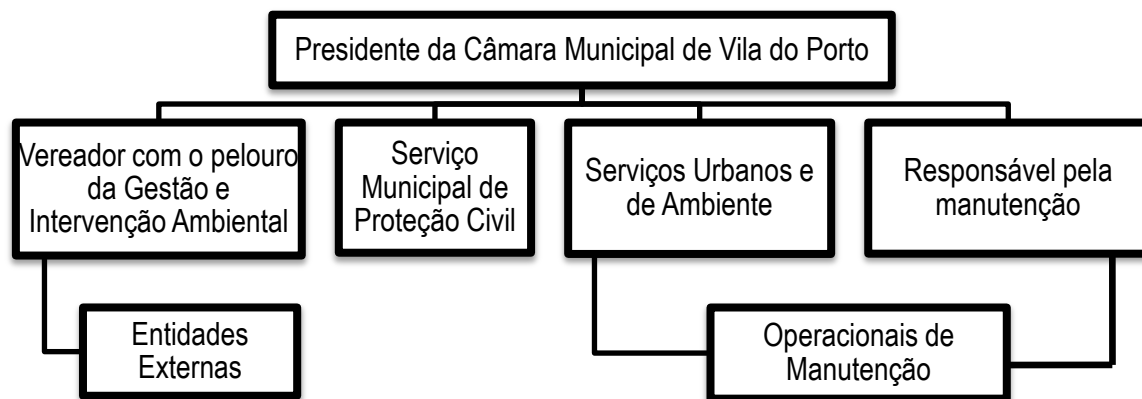 Presidente da Câmara Municipal de Vila do Porto
Vereador com o pelouro
da Gestão e
Intervenção Ambiental
Serviço
Municipal de
Proteção Civil
Serviços Urbanos e
de Ambiente
Responsável pela
manutenção
Entidades
Externas
Operacionais de
Manutenção